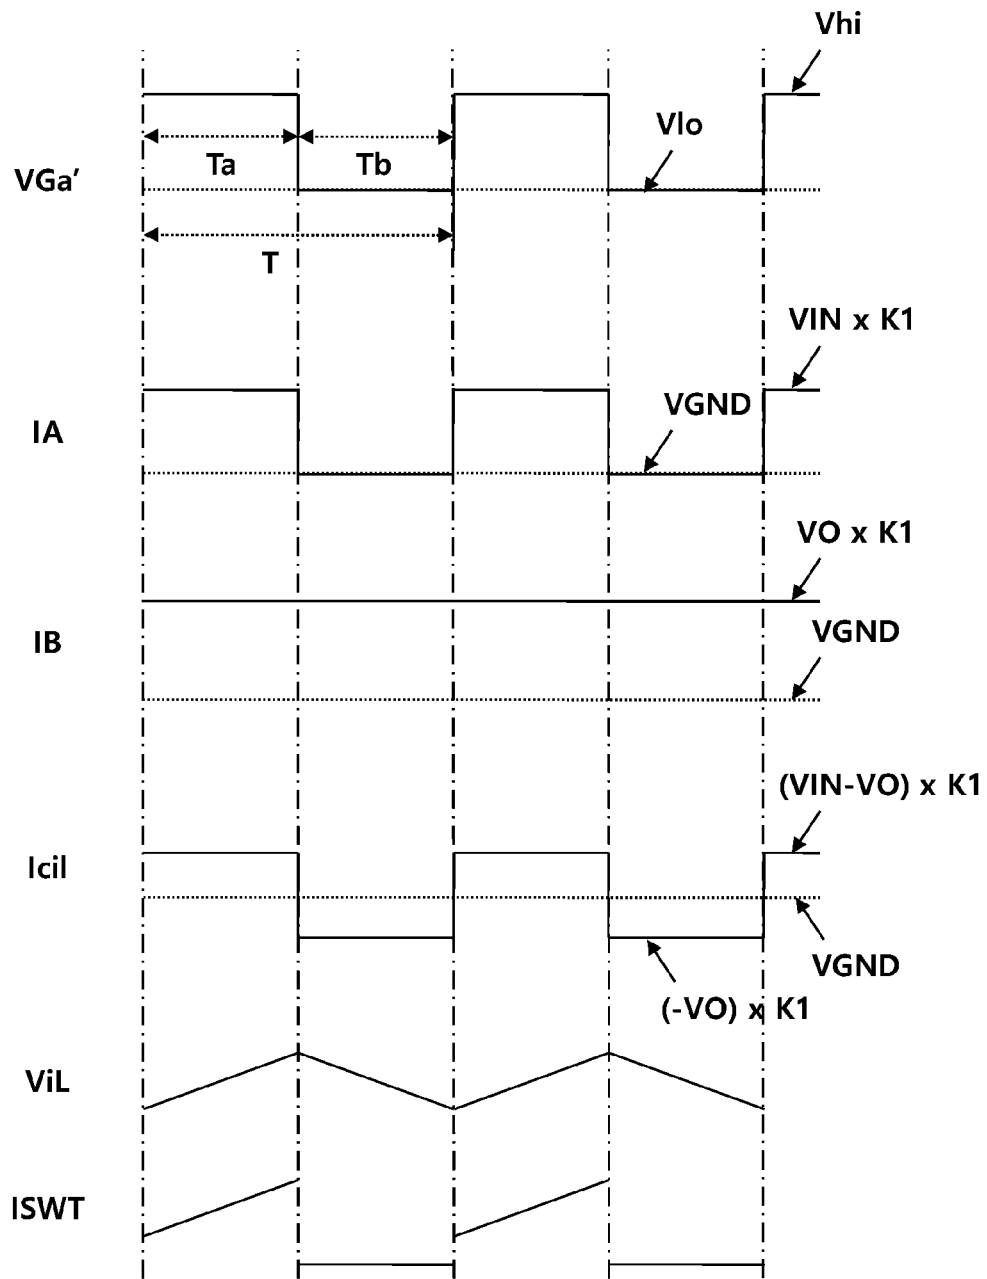 Vhi
Vlo
Ta
Tb
VGa’
T
VIN x K1
VGND
IA
VO x K1
VGND
IB
(VIN-VO) x K1
Icil
VGND
(-VO) x K1
ViL
ISWT